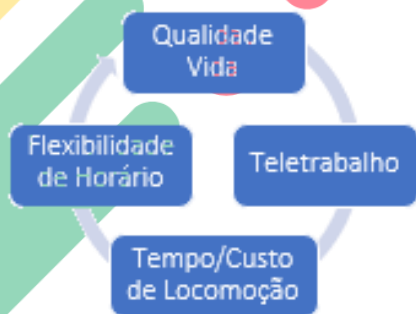 Qualidade
Vida
Flexibilidade
de Horário
Teletrabalho
Tempo/Custo
de Locomoção